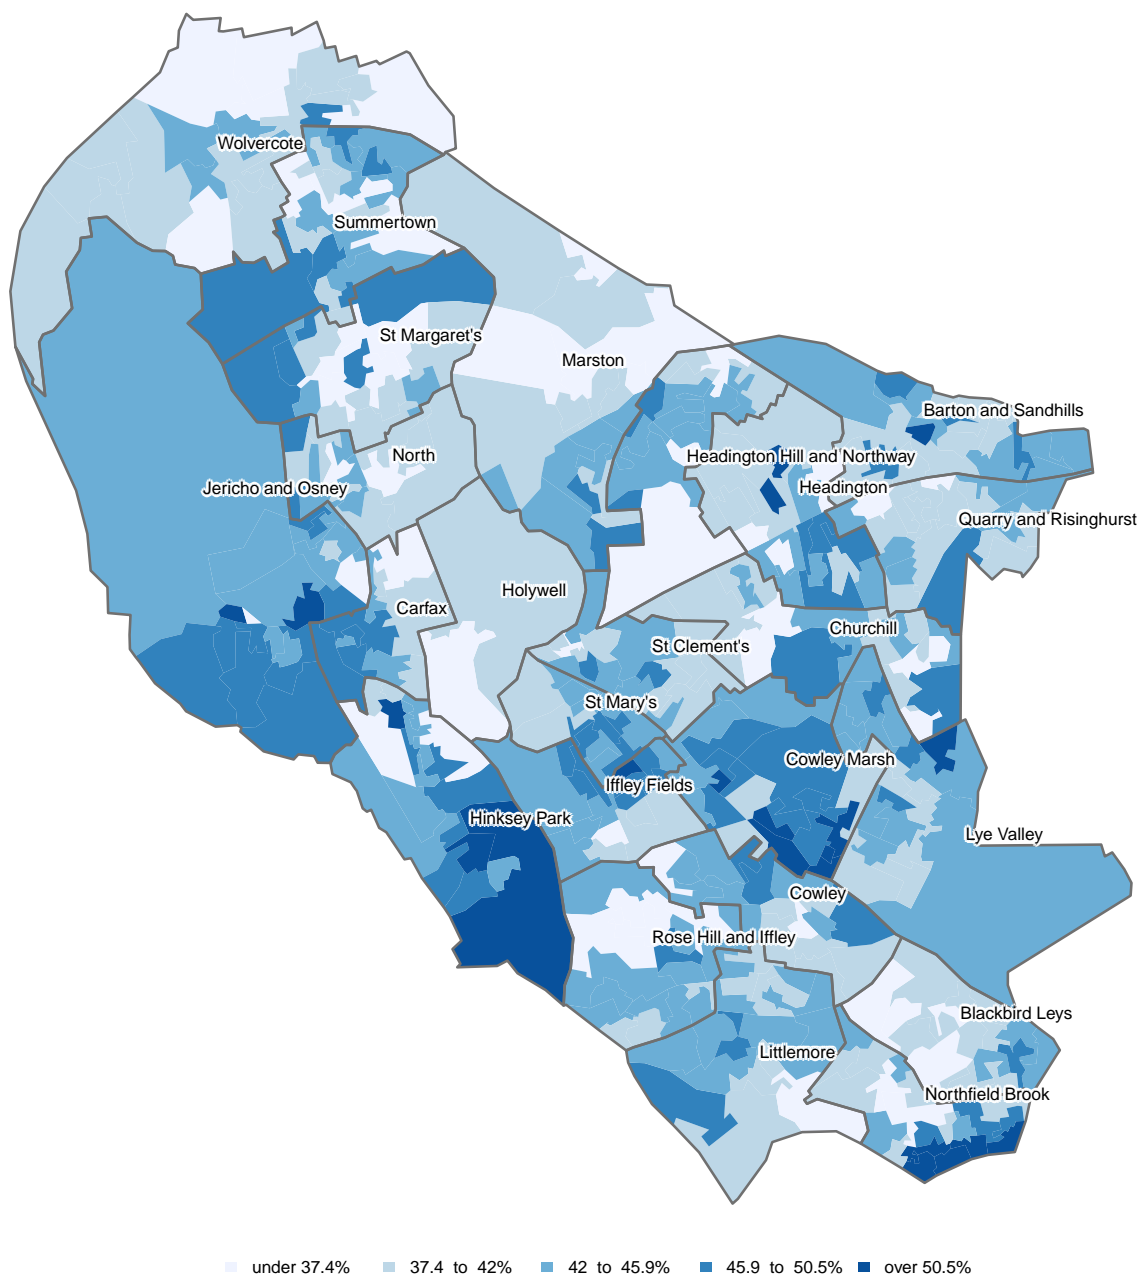 Wolvercote
Summertown
St Margaret's
Marston
Barton and Sandhills
North
Headington Hill and Northway
Jericho and Osney
Headington
Quarry and Risinghurst
Holywell
Carfax
Churchill
St Clement's
St Mary's
Cowley Marsh
Iffley Fields
Hinksey Park
Lye Valley
Cowley
Rose Hill and Iffley
Blackbird Leys
Littlemore
Northfield Brook
under 37.4% 37.4 to 42% 42 to 45.9% 45.9 to 50.5% over 50.5%